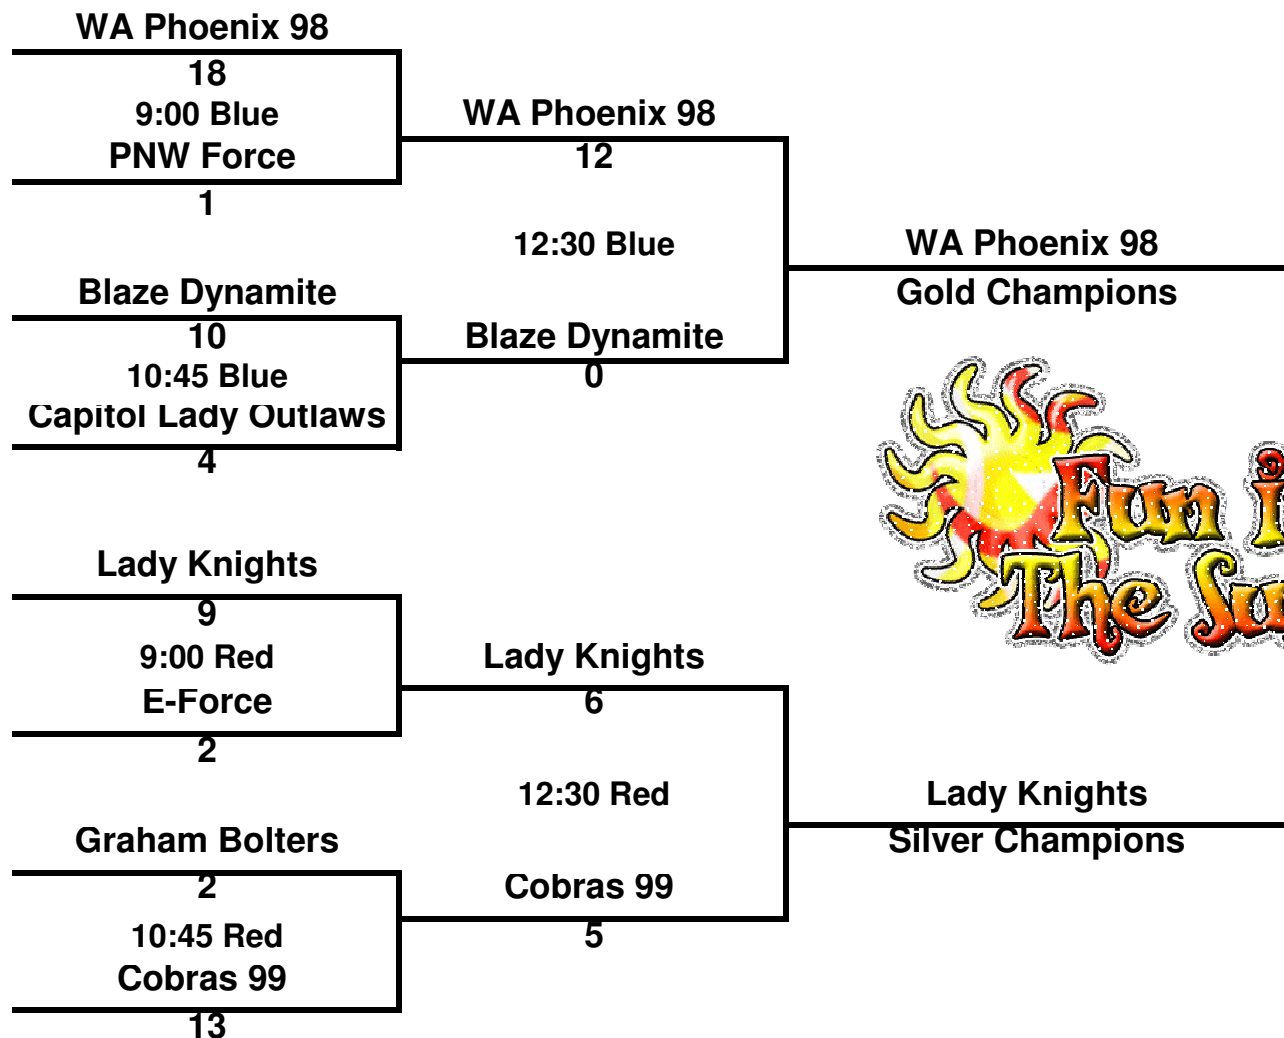 WA Phoenix 98
18
9:00 Blue
PNW Force
1
WA Phoenix 98
12
12:30 Blue
Blaze Dynamite
10
10:45 Blue
Capitol Lady Outlaws
4
Blaze Dynamite
0
WA Phoenix 98
Gold Champions
Fun i
The Su
Lady Knights
9
9:00 Red
E-Force
2
Lady Knights
6
12:30 Red
Graham Bolters
2
10:45 Red
Cobras 99
13
Cobras 99
5
Lady Knights
Silver Champions